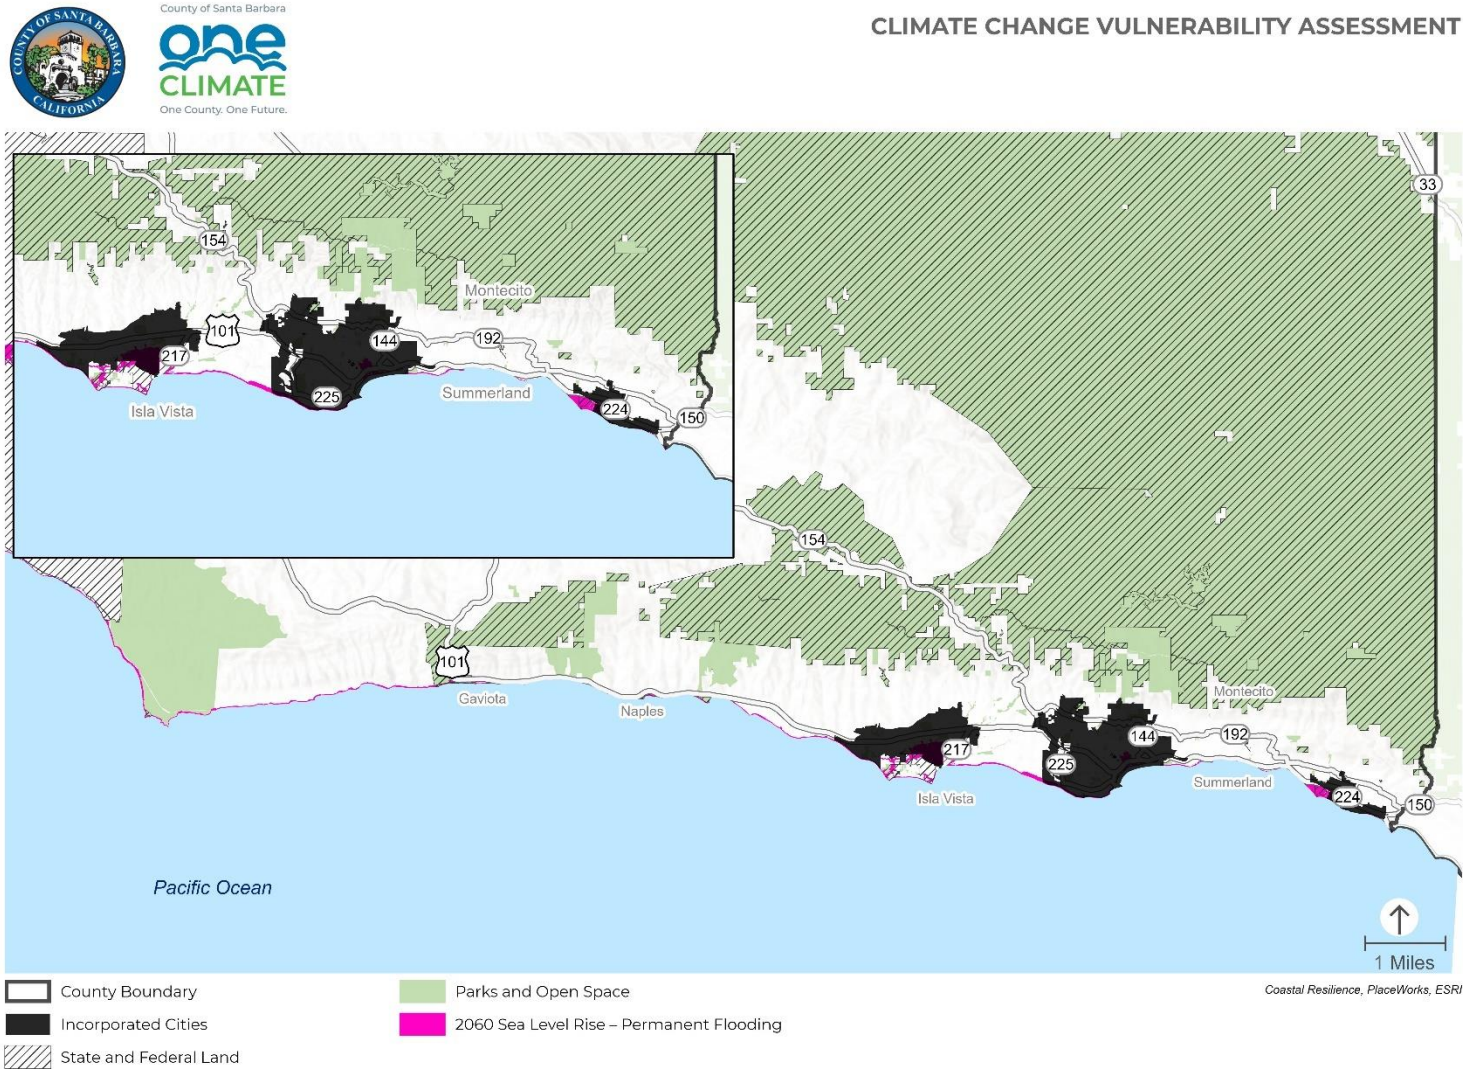 COUNTY OF SANTA BARBARA
CALIFORNIA
County of Santa Barbara
one
CLIMATE
One County. One Future.
CLIMATE CHANGE VULNERABILITY ASSESSMENT
33
154
Montecito
101
144
192
217
Isla Vista
225
Summerland
224
150
154
101
Gaviota
Naples
Montecito
217
144
192
225
Isla Vista
Summerland
224
150
Pacific Ocean
1 Miles
County Boundary
Parks and Open Space
Coastal Resilience, PlaceWorks, ESRI
Incorporated Cities
2060 Sea Level Rise – Permanent Flooding
State and Federal Land